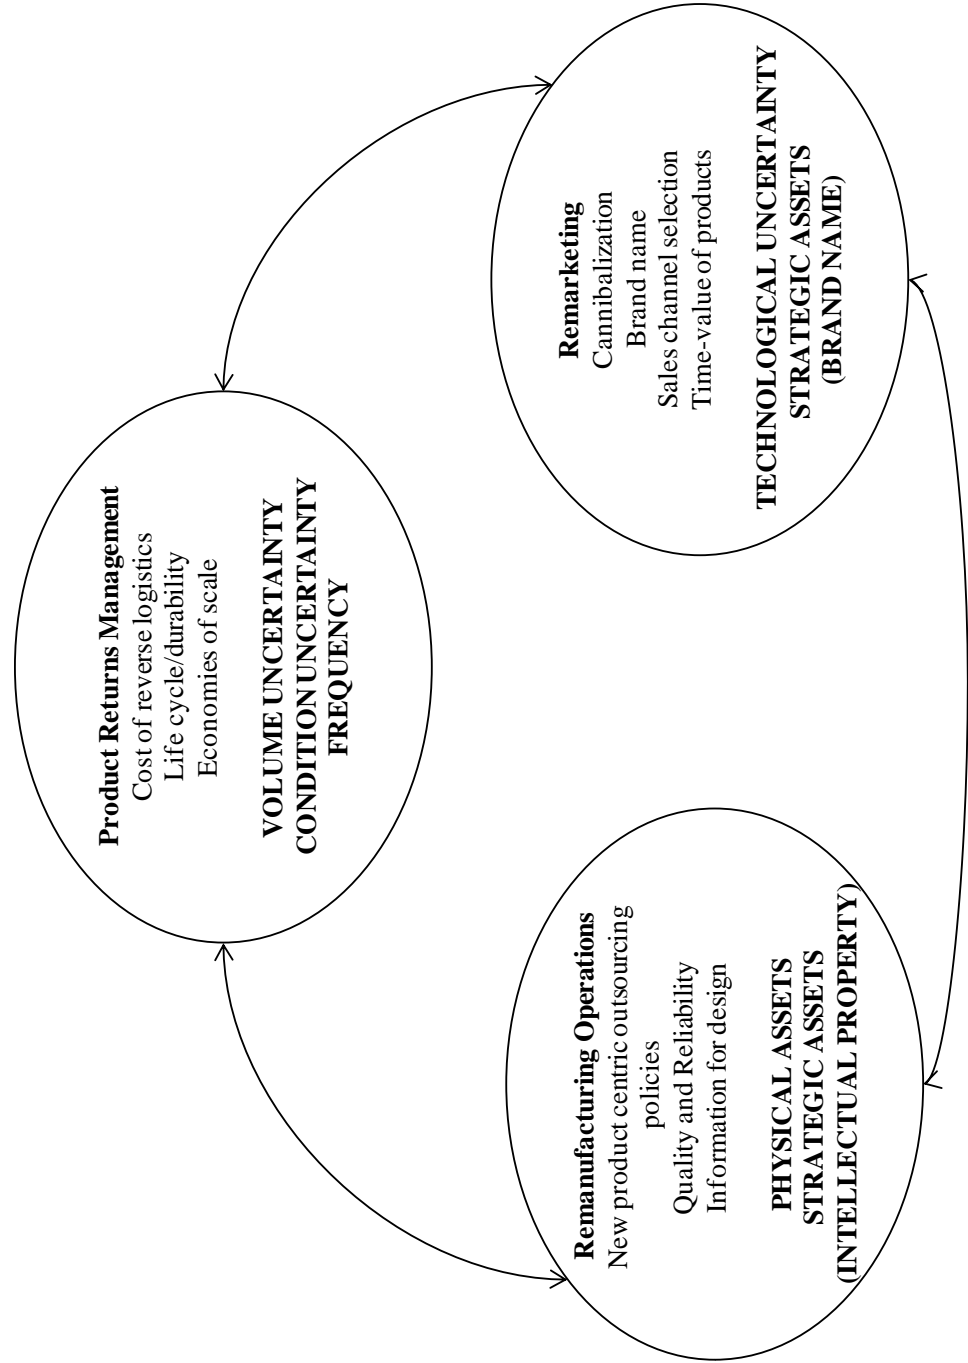 Product Returns Management
Cost of reverse logistics
Life cycle/durability
Economies of scale
VOLUME UNCERTAINTY
CONDITION UNCERTAINTY
FREQUENCY
Remanufacturing Operations
New product centric outsourcing
policies
Quality and Reliability
Information for design
PHYSICAL ASSETS
STRATEGIC ASSETS
(INTELLECTUAL PROPERTY)
Remarketing
Cannibalization
Brand name
Sales channel selection
Time-value of products
TECHNOLOGICAL UNCERTAINTY
STRATEGIC ASSETS
(BRAND NAME)